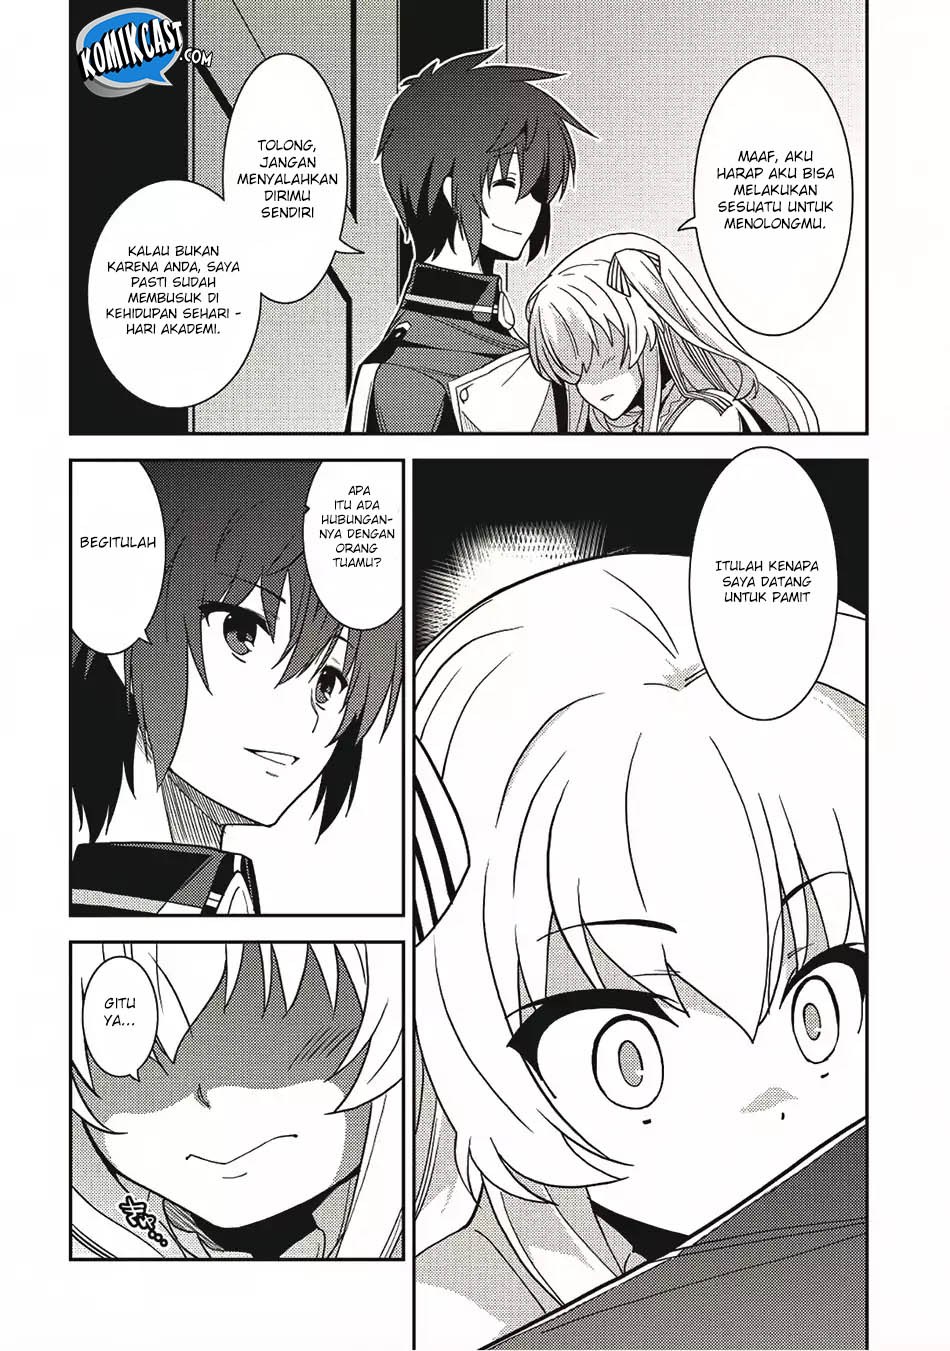 KOMIKCAST
.COM
MAAF, AKU
HARAP AKU BISA
MELAKUKAN
SESUATU UNTUK
MENOLONGMU.
TOLONG,
JANGAN
MENYALAHKAN
DIRIMU
SENDIRI
KALAU BUKAN
KARENA ANDA, SAYA
PASTI SUDAH
MEMBUSUK DI
KEHIDUPAN SEHARI -
HARI AKADEMI.
ITULAH KENAPA
SAYA DATANG
UNTUK PAMIT
APA
ITU ADA
HUBUNGAN-
NYA DENGAN
ORANG
TUAMU?
BEGITULAH
GITU
YA...